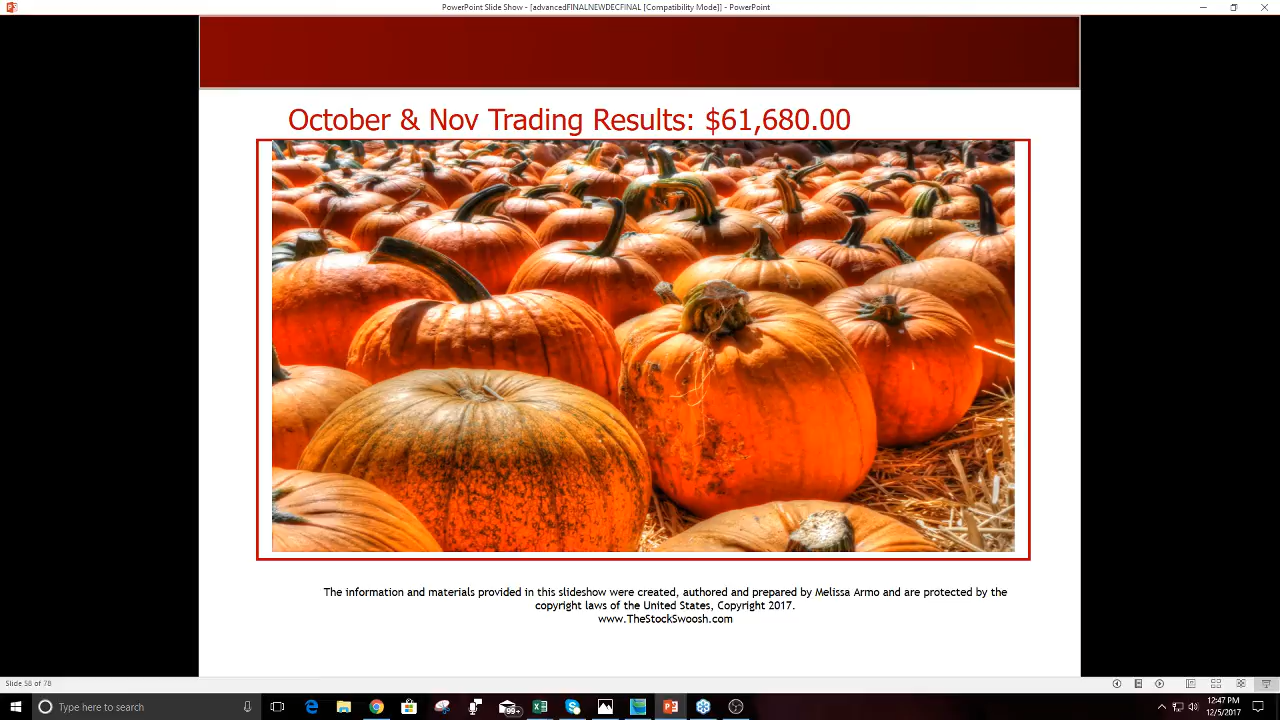 PowerPoint Slide Show - [advancedFINALNEWDECFINAL [Compatibility Mode]] - PowerPoint
October & Nov Trading Results: $61,680.00
The information and materials provided in this slideshow were created, authored and prepared by Melissa Armo and are protected by the
copyright laws of the United States, Copyright 2017.
www.TheStockSwoosh.com
Slide 58 of 78
Type here to search
99+
12:47 PM
12/5/2017